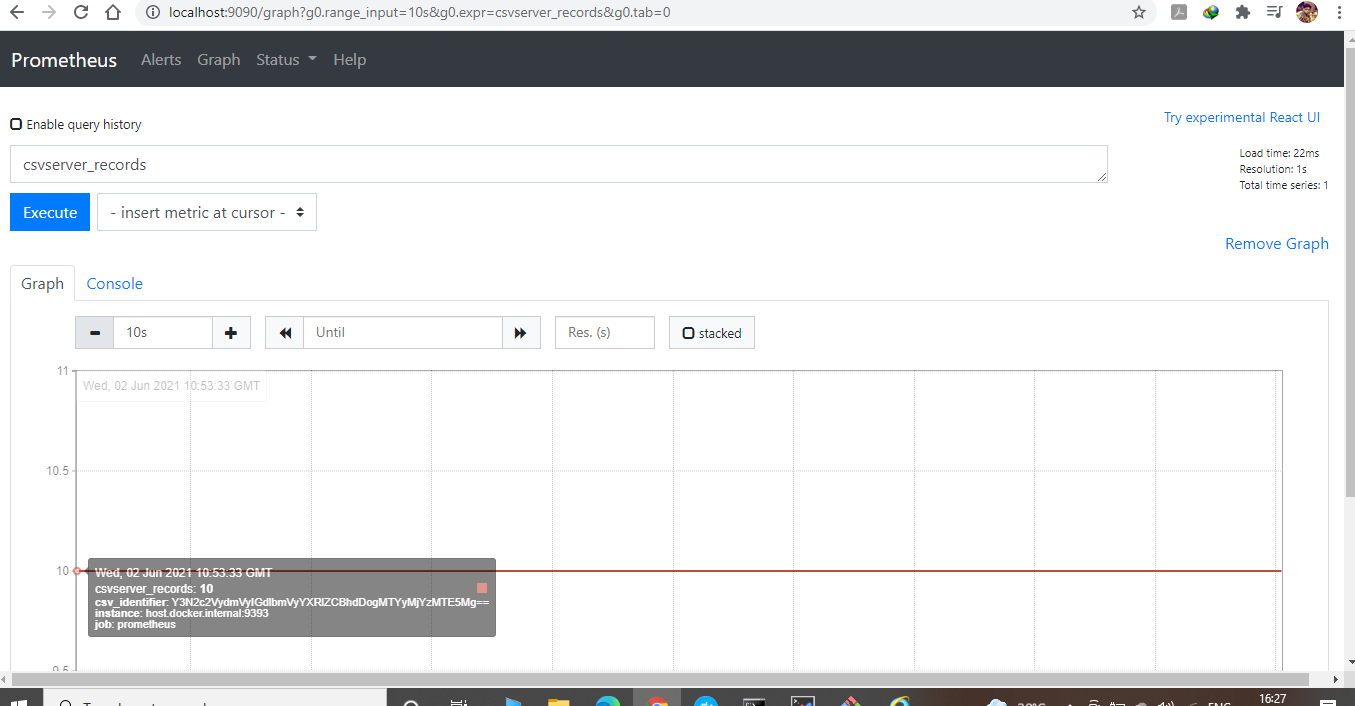 localhost:9090/graph?g0.range_input=10s&g0.expr=csvserver_records&g0.tab=0
Prometheus Alerts Graph Status Help
Enable query history
Try experimental React UI
csvserver_records
Load time: 22ms
Resolution: 1s
Total time series: 1
Execute - insert metric at cursor -
Remove Graph
Graph Console
10s Until Res. (s) stacked
11
Wed, 02 Jun 2021 10:53:33 GMT
10.5
10
Wed, 02 Jun 2021 10:53:33 GMT
csvserver_records: 10
csv_identifier: Y3N2c2VydmVyIGdlbmVyYXRlZCBhdDogMTYyMjYzMTE5Mg==
instance: host.docker.internal:9393
job: prometheus
9.5
16:27
ENG